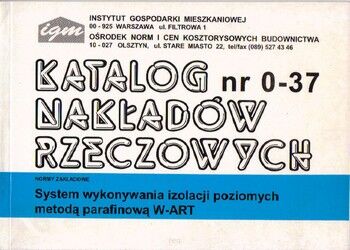 igm
INSTYTUT GOSPODARKI MIESZKANIOWEJ
00 - 925 WARSZAWA ul. FILTROWA 1
OŚRODEK NORM I CEN KOSZTORYSOWYCH BUDOWNICTWA
10 - 027 OLSZTYN, ul. STARE MIASTO 22, tel/fax (089) 527 43 46
KATALOG nr 0-37
NAKŁADÓW
RZECZOWYCH
NORMY ZAKŁADOWE
System wykonywania izolacji poziomych
metodą parafinową W-ART